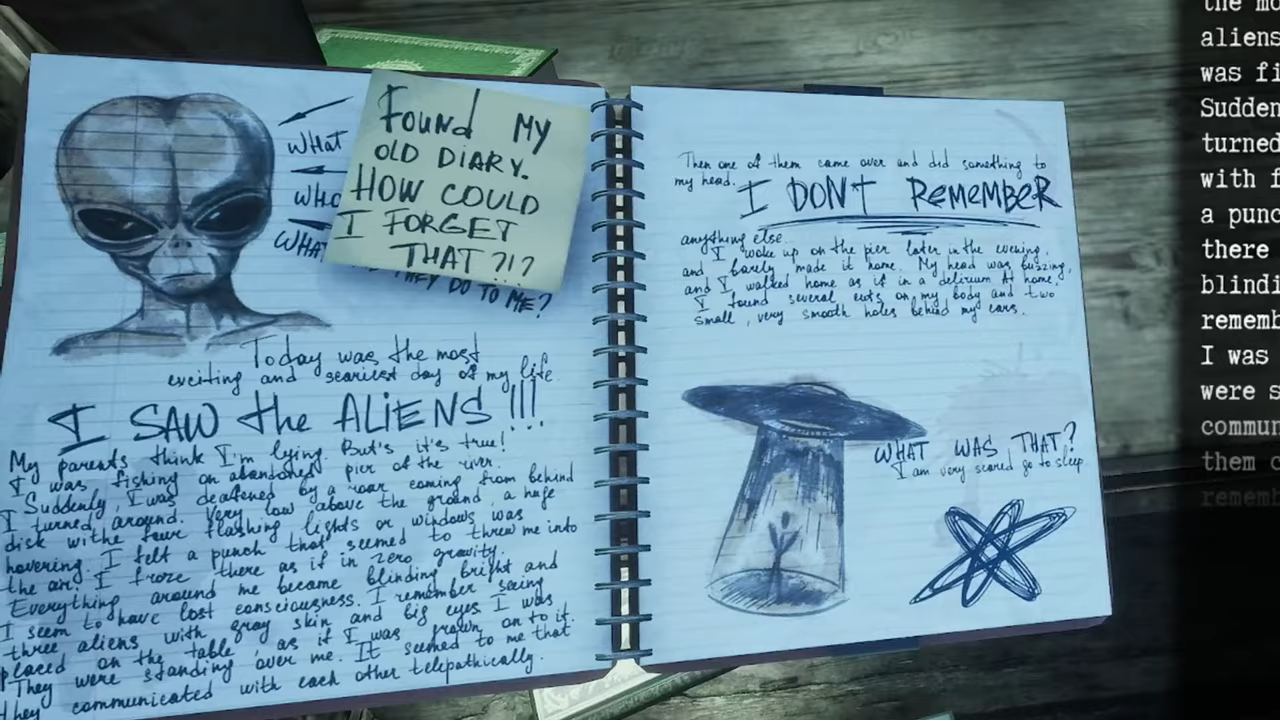 WHAT
WHO
WHAT
FOUND MY
OLD DIARY.
HOW COULD
I FORGET
THAT ?!?
THEY DO TO ME?
Today was the most
exciting and scariest day of my life.
I SAW the ALIENS!!!
My parents think I'm lying. But's it's true!
I was fishing on abandoned pier of the river.
Suddenly, I was deafened by a roar coming from behind
I turned around. Very low above the ground, a huge
disk withe four flashing lights or windows was
hovering. I felt a punch that seemed to threw me into
the air. I froze there as if in zero gravity.
Everything around me became blinding bright and
I seem to have lost consciousness. I remember seeing
three aliens with gray skin and big eyes. I was
placed on the table, as if I was grown on to it.
They were standing over me. It seemed to me that
they communicated with each other telepathically.
Then one of them came over and did something to
my head. I DON'T REMEMBER
anything else.
I woke up on the pier later in the evening,
and barely made it home. My head was buzzing,
and I walked home as if in a delirium. At home,
I found several cuts on my body and two
small, very smooth holes behind my ears.
WHAT WAS THAT?
I am very scared go to sleep
the mo
aliens
was fi
Sudden
turned
with f
a punc
there
blindi
rememb
I was
were s
commun
them c
rememb